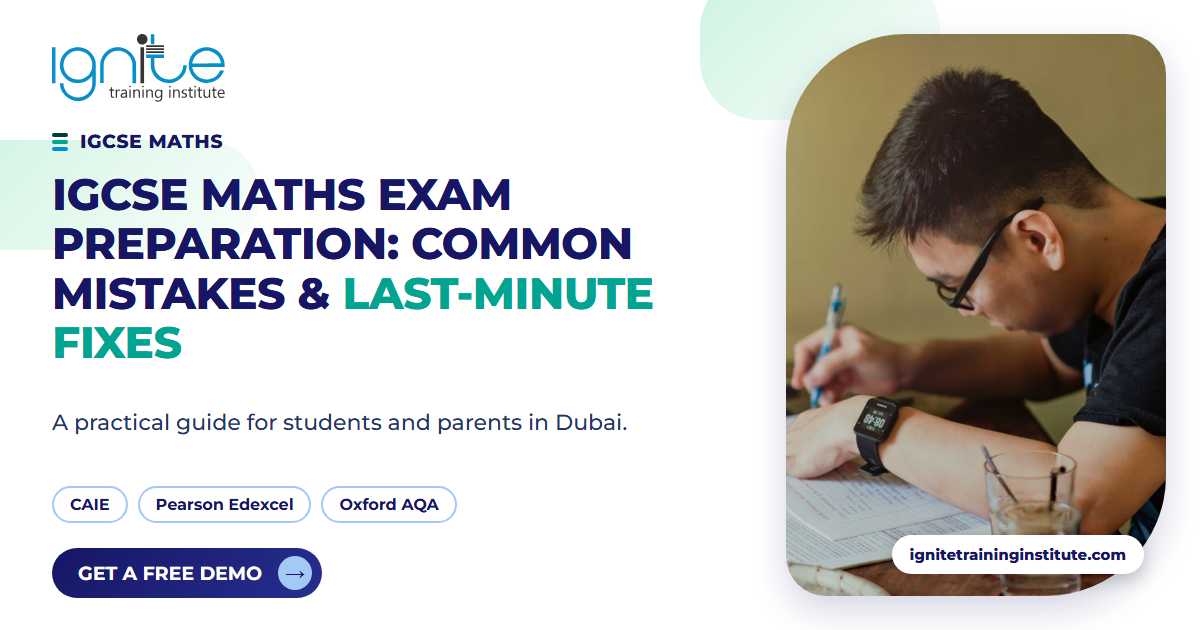 ignite
training institute
IGCSE MATHS
IGCSE MATHS EXAM
PREPARATION: COMMON
MISTAKES & LAST-MINUTE
FIXES
A practical guide for students and parents in Dubai.
CAIE
Pearson Edexcel
Oxford AQA
GET A FREE DEMO →
ignitetraininginstitute.com